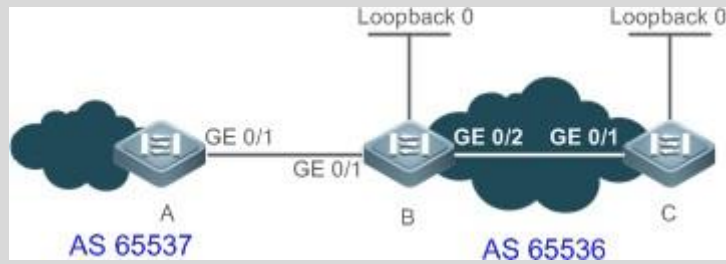 Loopback 0
Loopback 0
GE 0/1
GE 0/1
GE 0/2
GE 0/1
A
B
C
AS 65537
AS 65536